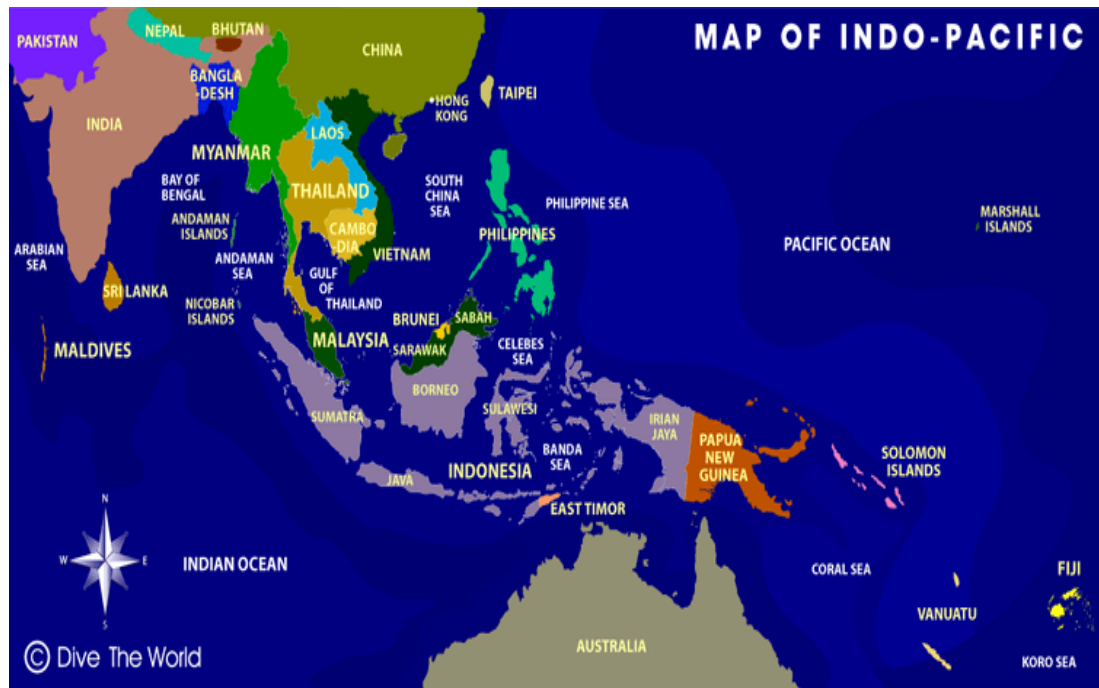 MAP OF INDO-PACIFIC
PAKISTAN
NEPAL
BHUTAN
CHINA
BANGLA
-DESH
INDIA
HONG
KONG
TAIPEI
LAOS
MYANMAR
THAILAND
BAY OF
BENGAL
SOUTH
CHINA
SEA
PHILIPPINE SEA
MARSHALL
ISLANDS
ANDAMAN
ISLANDS
CAMBO
-DIA
PHILIPPINES
PACIFIC OCEAN
ARABIAN
SEA
ANDAMAN
SEA
VIETNAM
GULF
OF
THAILAND
SRI LANKA
NICOBAR
ISLANDS
BRUNEI
SABAH
MALDIVES
MALAYSIA
SARAWAK
CELEBES
SEA
BORNEO
SUMATRA
SULAWESI
IRIAN
JAYA
PAPUA
NEW
GUINEA
BANDA
SEA
SOLOMON
ISLANDS
JAVA
INDONESIA
EAST TIMOR
N
W
E
S
INDIAN OCEAN
CORAL SEA
FIJI
VANUATU
AUSTRALIA
KORO SEA
© Dive The World